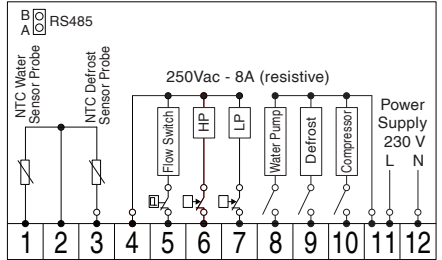 B
A
RS485
NTC Water
Sensor Probe
NTC Defrost
Sensor Probe
250Vac - 8A (resistive)
Flow Switch
HP
LP
Water Pump
Defrost
Compressor
Power
Supply
230 V
L N
1 2 3 4 5 6 7 8 9 10 11 12